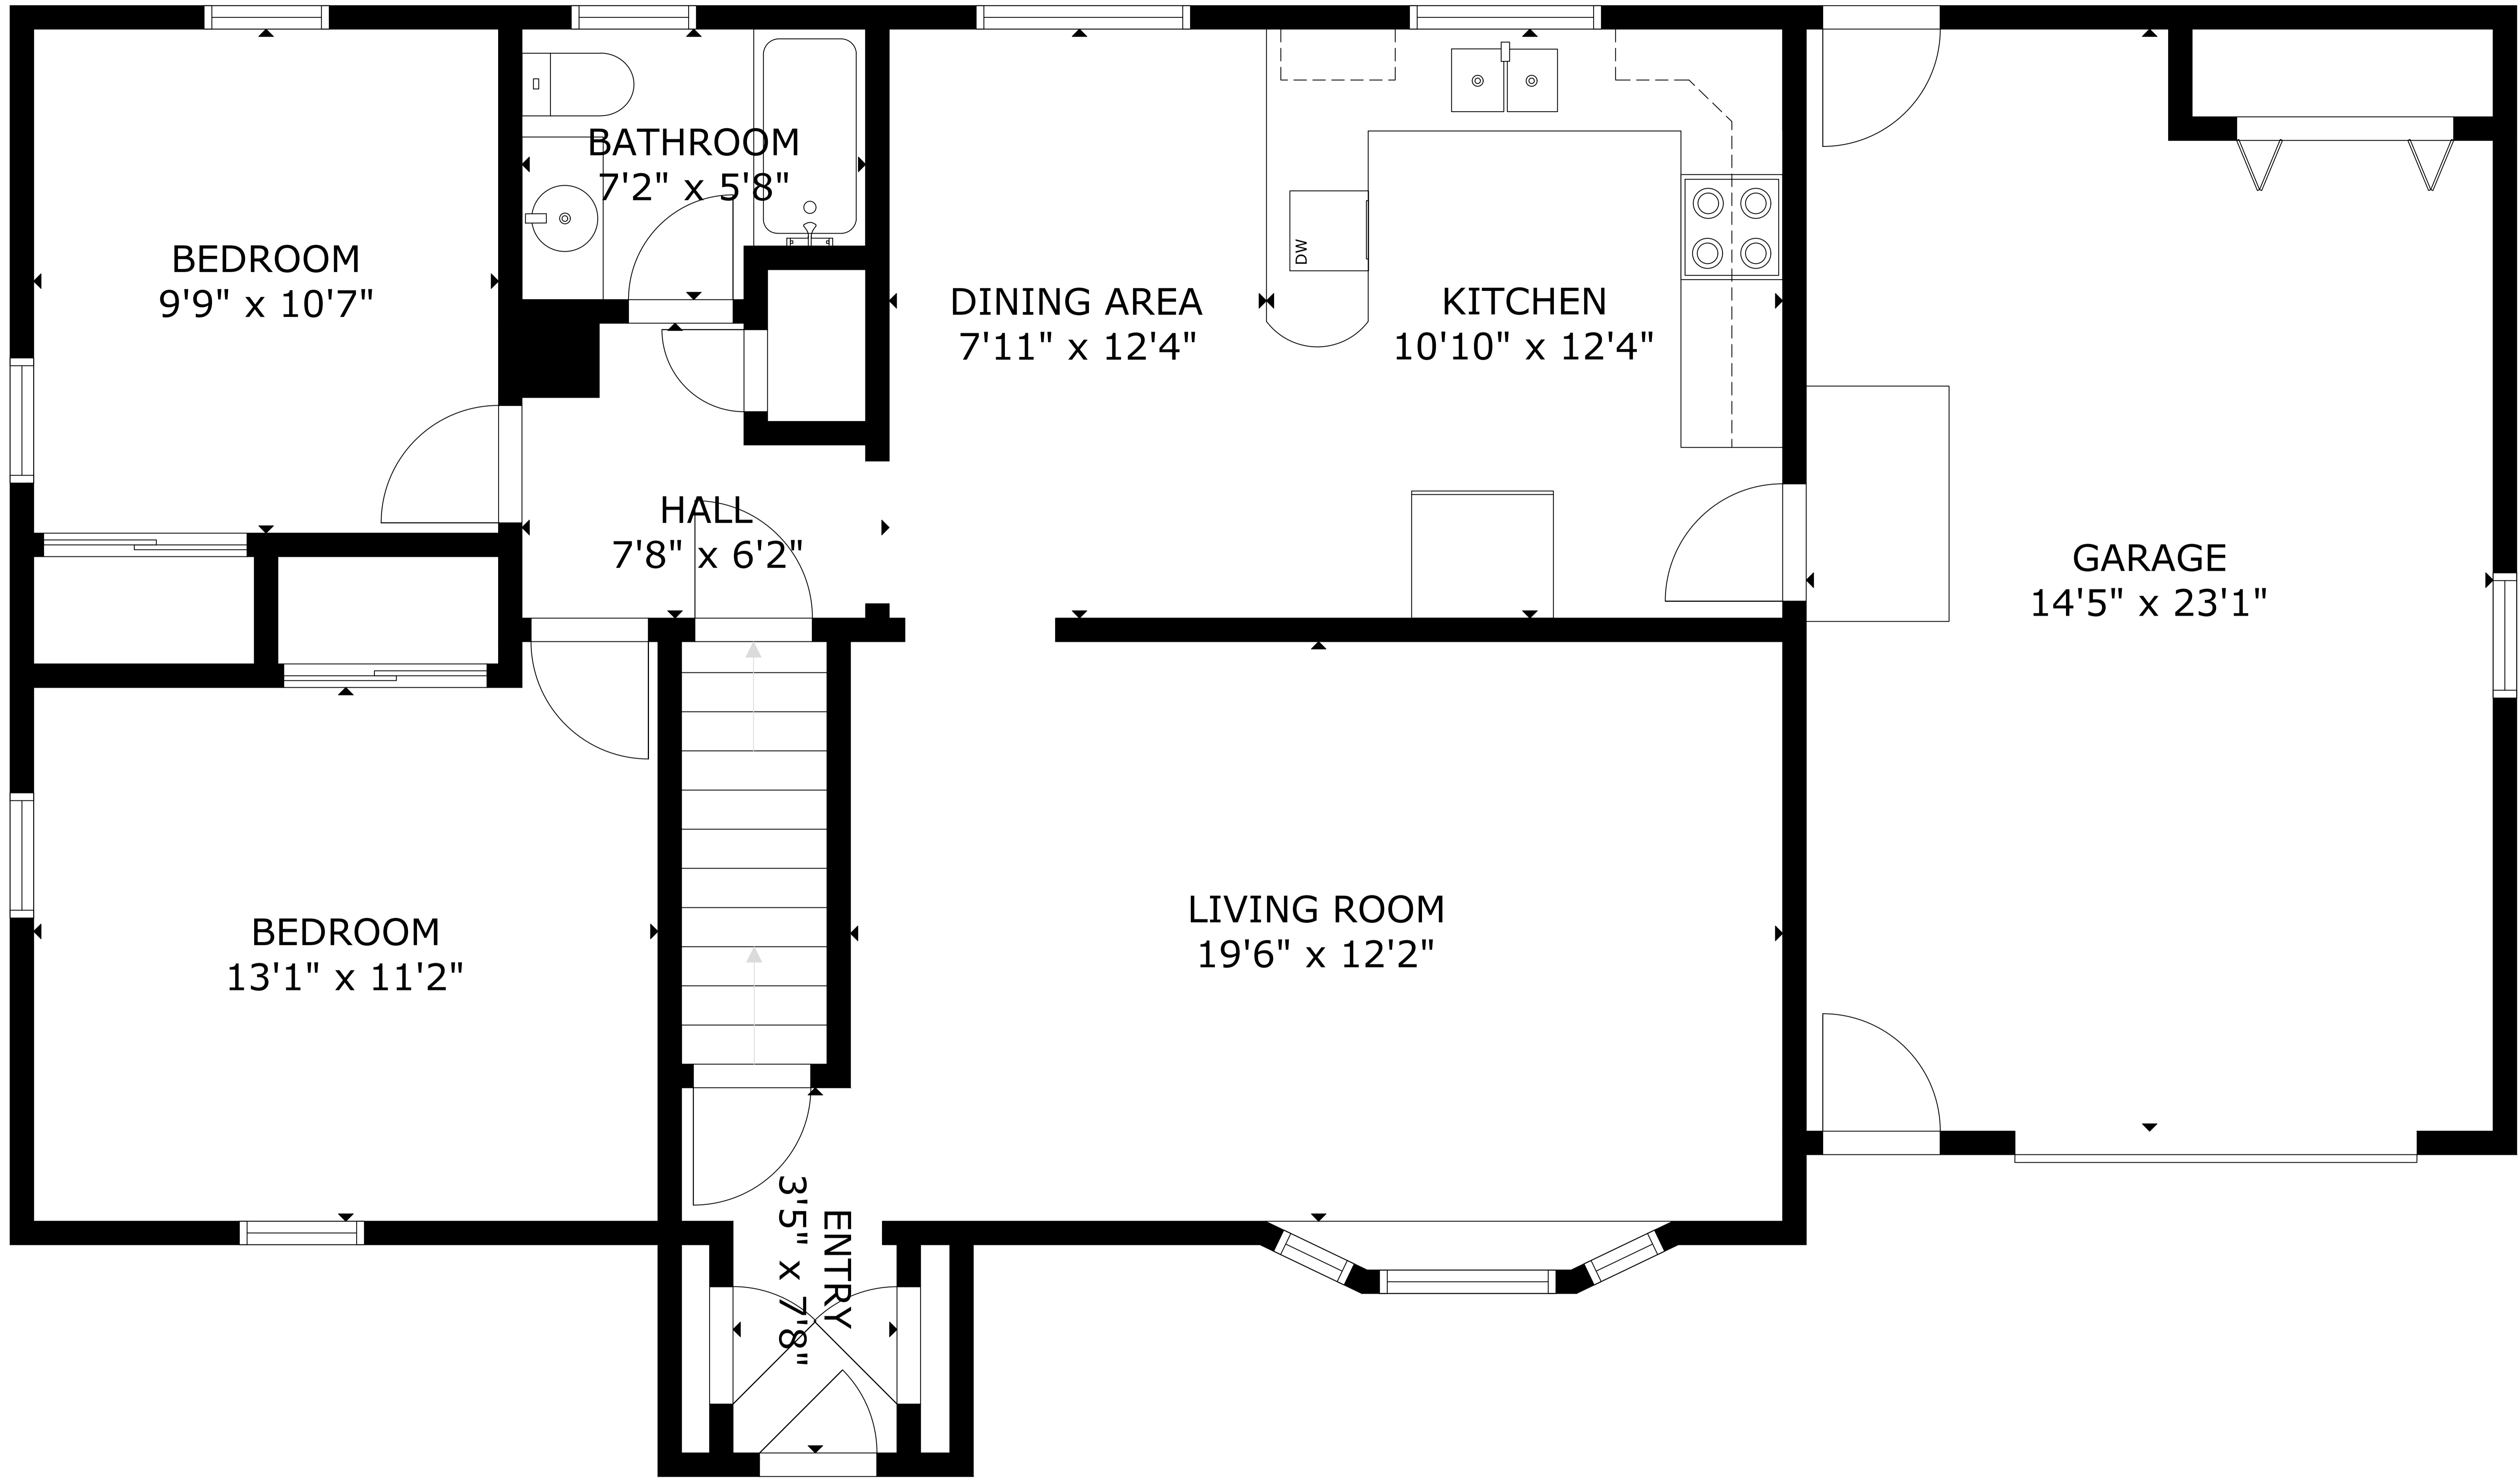 BATHROOM
7'2" x 5'8"
BEDROOM
9'9" x 10'7"
DW
DINING AREA
7'11" x 12'4"
KITCHEN
10'10" x 12'4"
HALL
7'8" x 6'2"
GARAGE
14'5" x 23'1"
LIVING ROOM
19'6" x 12'2"
BEDROOM
13'1" x 11'2"
ENTRY
3'5" x 7'8"